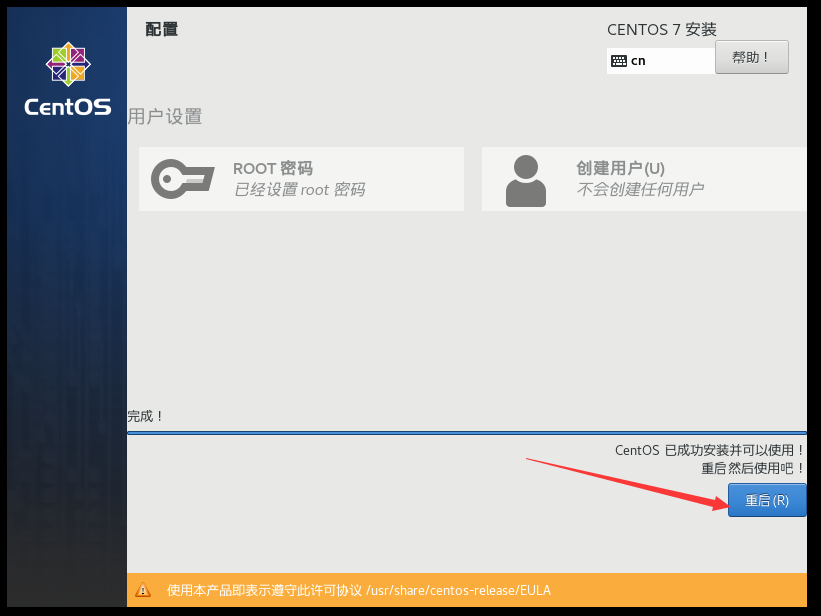 CentOS
配置
CENTOS 7 安装
cn
帮助！
用户设置
ROOT 密码
已经设置 root 密码
创建用户(U)
不会创建任何用户
完成！
CentOS 已成功安装并可以使用！
重启然后使用吧！
重启(R)
使用本产品即表示遵守此许可协议 /usr/share/centos-release/EULA